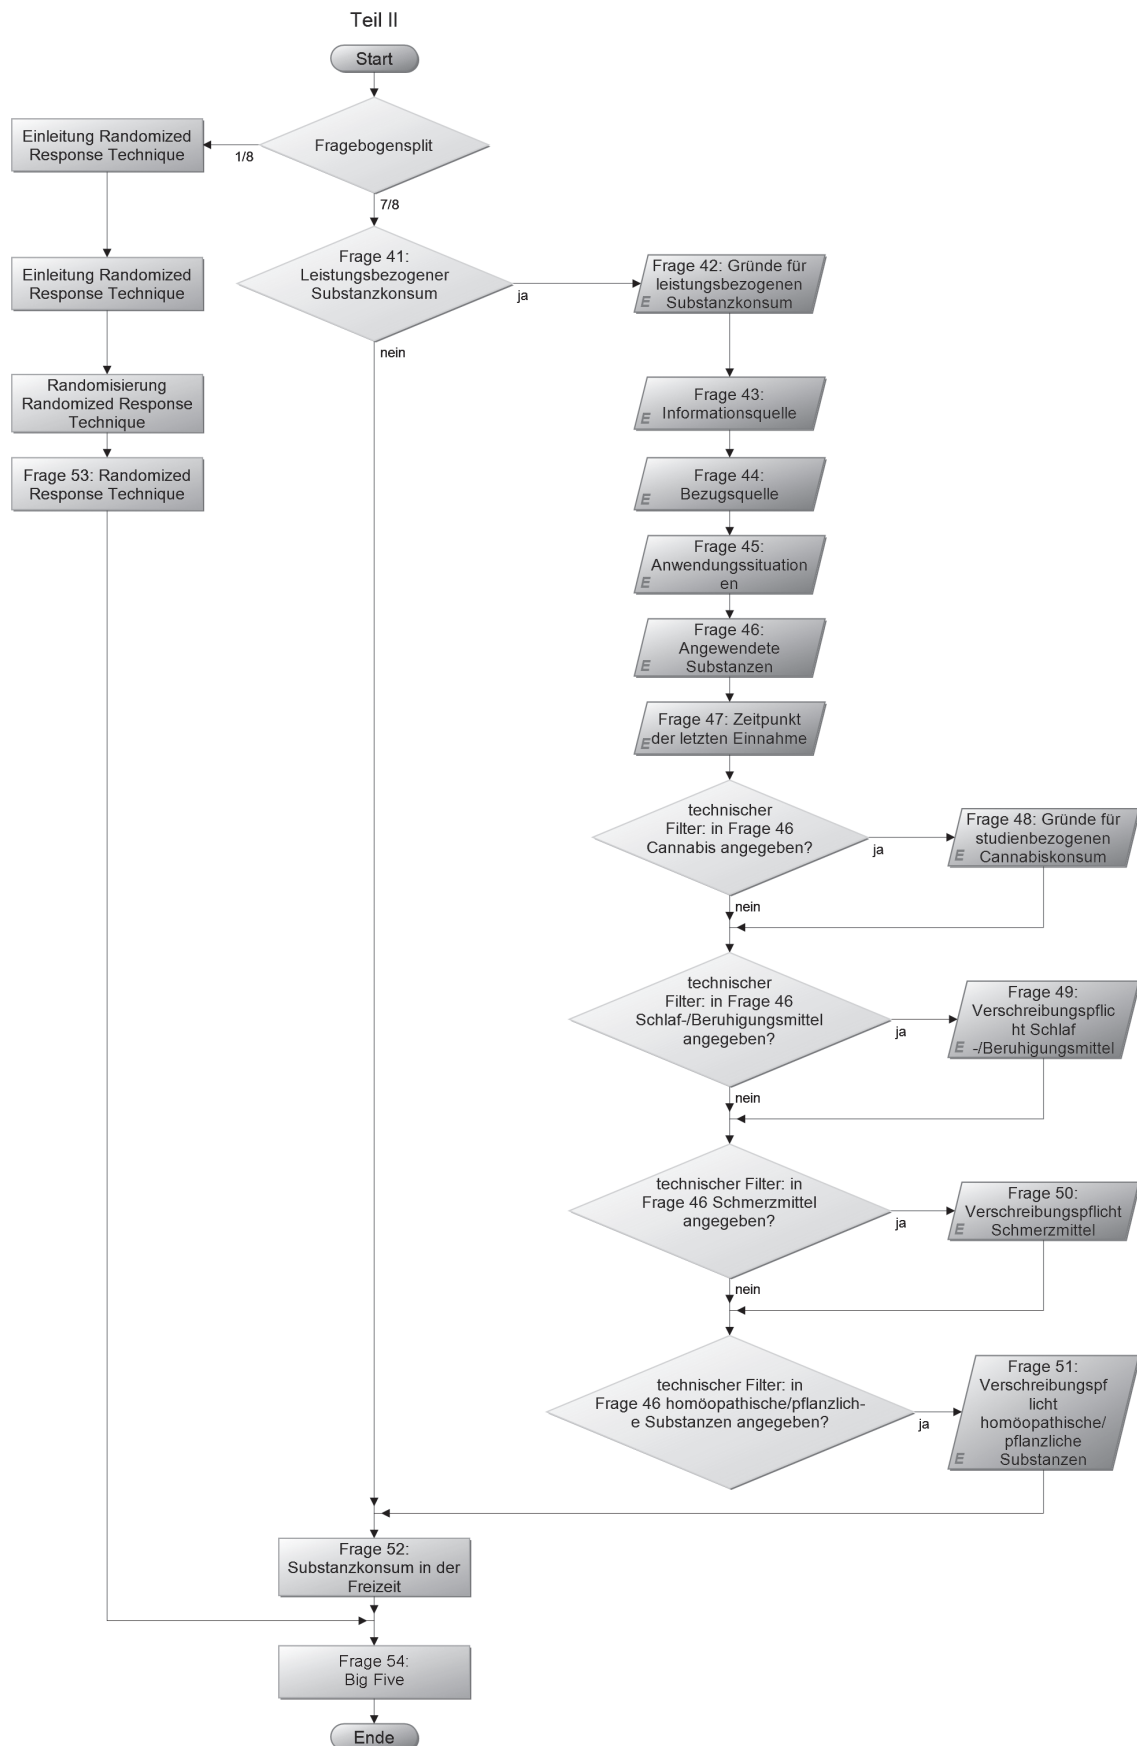 Teil II
Start
Fragebogensplit
1/8
7/8
Einleitung Randomized
Response Technique
Einleitung Randomized
Response Technique
Randomisierung
Randomized Response
Technique
Frage 53: Randomized
Response Technique
Frage 41:
Leistungsbezogener
Substanzkonsum
ja
nein
Frage 42: Gründe für
leistungsbezogenen
Substanzkonsum
E
Frage 43:
Informationsquelle
E
Frage 44:
Bezugsquelle
E
Frage 45:
Anwendungssituation
en
E
Frage 46:
Angewendete
Substanzen
E
Frage 47: Zeitpunkt
der letzten Einnahme
E
technischer
Filter: in Frage 46
Cannabis angegeben?
ja
nein
Frage 48: Gründe für
studienbezogenen
Cannabiskonsum
E
technischer
Filter: in Frage 46
Schlaf-/Beruhigungsmittel
angegeben?
ja
nein
Frage 49:
Verschreibungspflic
ht Schlaf
-/Beruhigungsmittel
E
technischer Filter: in
Frage 46 Schmerzmittel
angegeben?
ja
nein
Frage 50:
Verschreibungspflicht
Schmerzmittel
E
technischer Filter: in
Frage 46 homöopathische/pflanzlich-
e Substanzen angegeben?
ja
Frage 51:
Verschreibungspf
licht
homöopathische/
pflanzliche
Substanzen
E
Frage 52:
Substanzkonsum in der
Freizeit
Frage 54:
Big Five
Ende